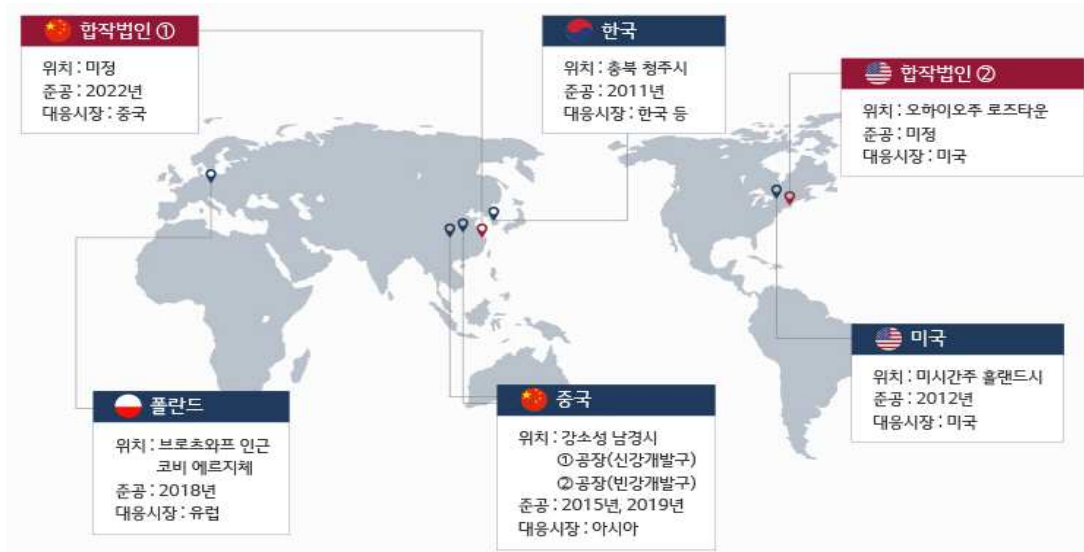 합작법인 ①
위치 : 미정
준공 : 2022년
대응시장 : 중국
한국
위치 : 충북 청주시
준공 : 2011년
대응시장 : 한국 등
합작법인 ②
위치 : 오하이오주 로즈타운
준공 : 미정
대응시장 : 미국
폴란드
위치 : 브로츠와프 인근
코비 에르지체
준공 : 2018년
대응시장 : 유럽
중국
위치 : 강소성 남경시
① 공장(신강개발구)
② 공장(빈강개발구)
준공 : 2015년, 2019년
대응시장 : 아시아
미국
위치 : 미시간주 홀랜드시
준공 : 2012년
대응시장 : 미국